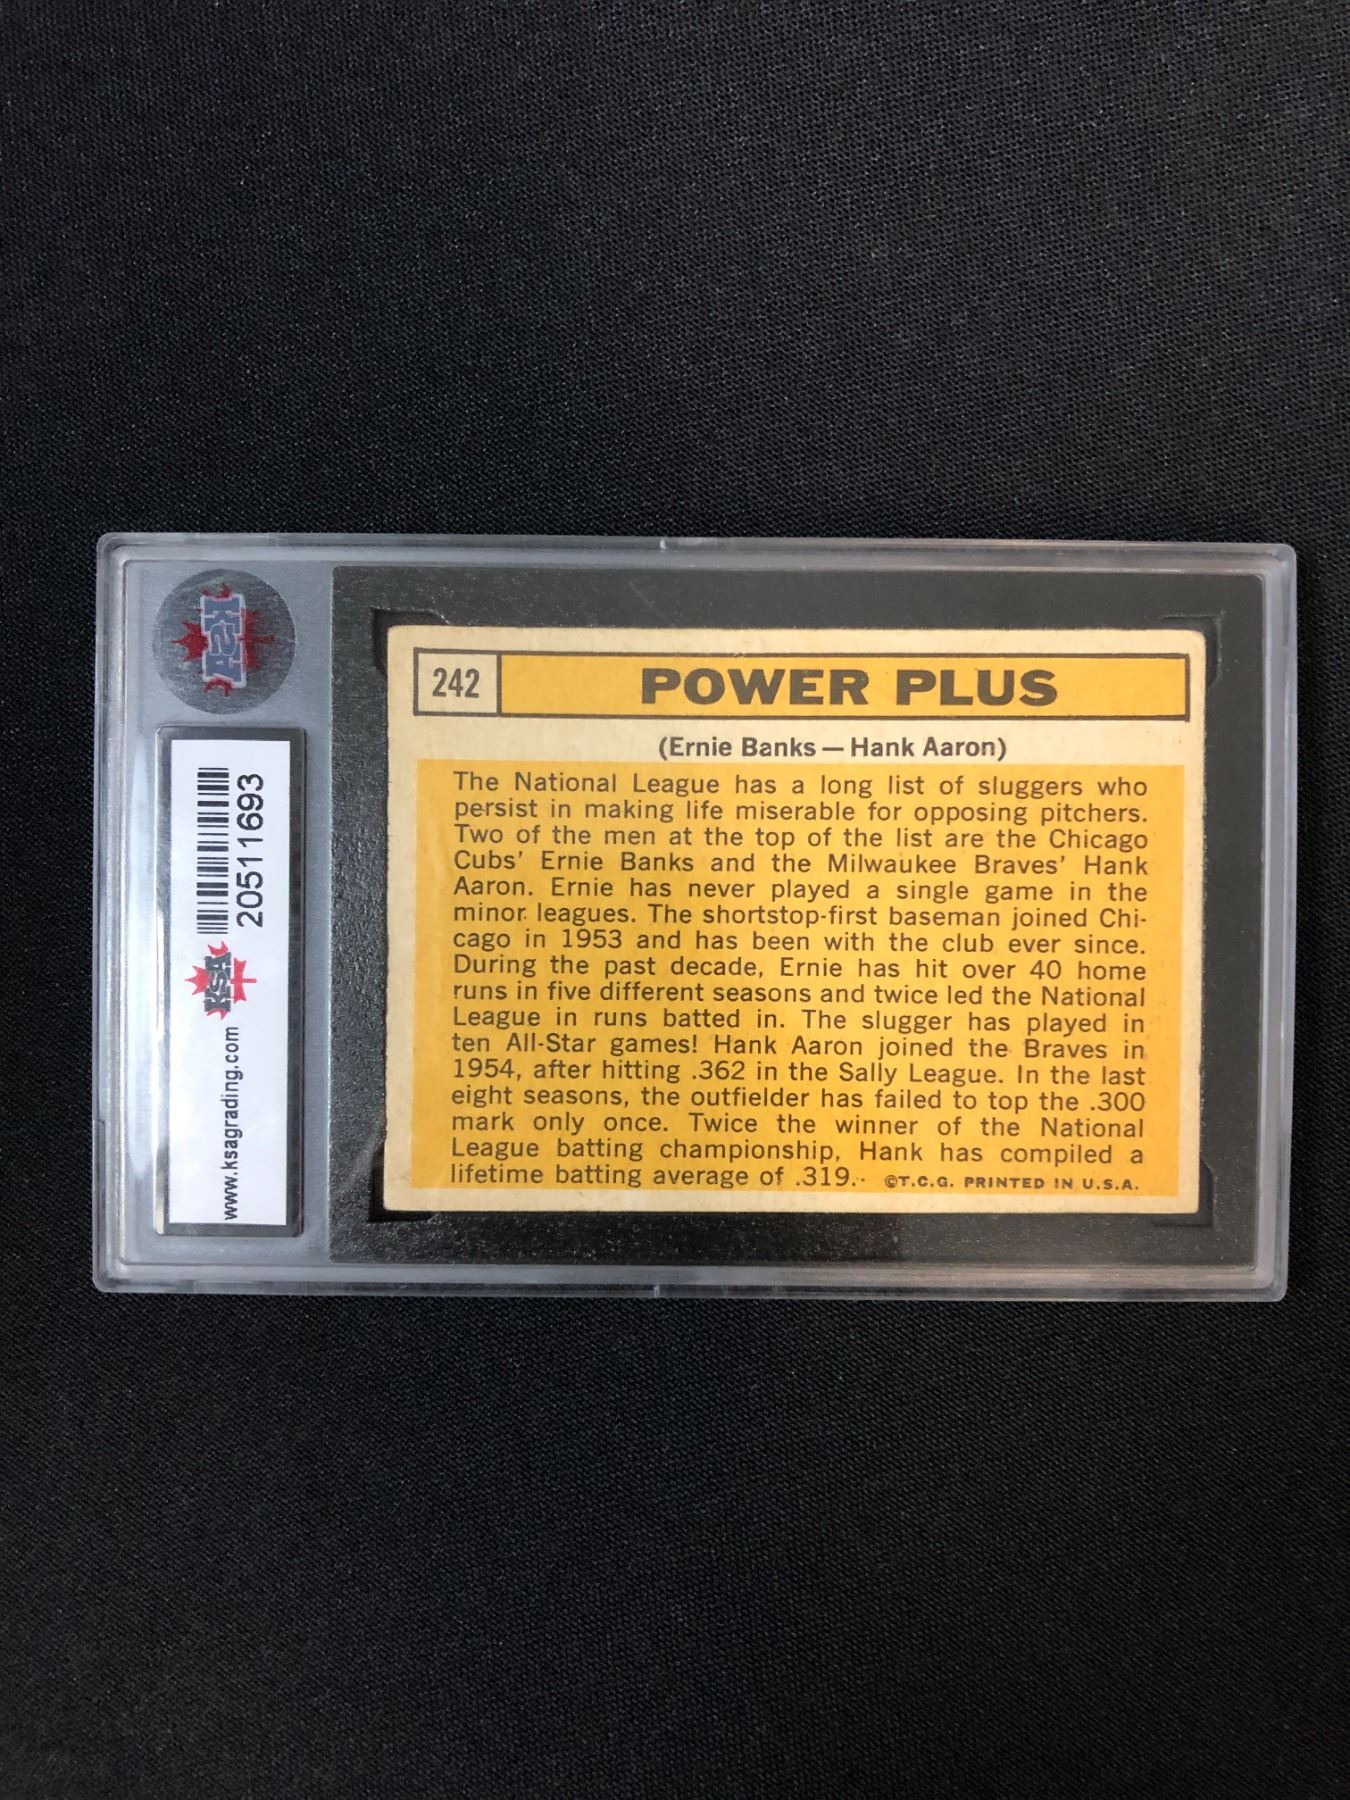 KSA
www.ksagrading.com
KSA
20511693
242
POWER PLUS
(Ernie Banks — Hank Aaron)
The National League has a long list of sluggers who
persist in making life miserable for opposing pitchers.
Two of the men at the top of the list are the Chicago
Cubs' Ernie Banks and the Milwaukee Braves' Hank
Aaron. Ernie has never played a single game in the
minor leagues. The shortstop-first baseman joined Chi-
cago in 1953 and has been with the club ever since.
During the past decade, Ernie has hit over 40 home
runs in five different seasons and twice led the National
League in runs batted in. The slugger has played in
ten All-Star games! Hank Aaron joined the Braves in
1954, after hitting .362 in the Sally League. In the last
eight seasons, the outfielder has failed to top the .300
mark only once. Twice the winner of the National
League batting championship, Hank has compiled a
lifetime batting average of .319. ©T.C.G. PRINTED IN U.S.A.